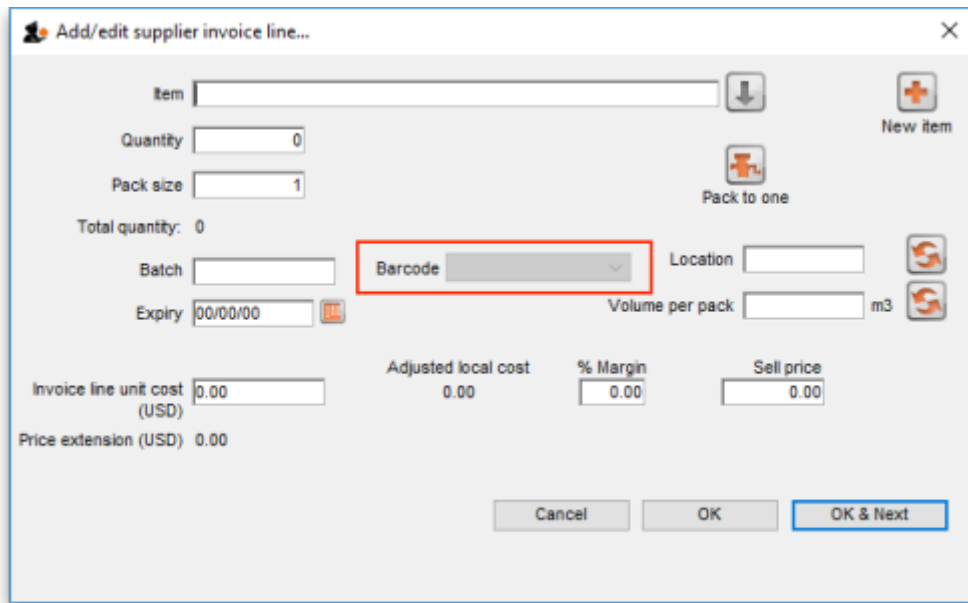 Add/edit supplier invoice line...
Item
New item
Quantity 0
Pack size 1
Pack to one
Total quantity: 0
Batch Barcode Location
Expiry 00/00/00 Volume per pack m3
Adjusted local cost % Margin Sell price
Invoice line unit cost 0.00 0.00 0.00 0.00
(USD)
Price extension (USD) 0.00
Cancel OK OK & Next